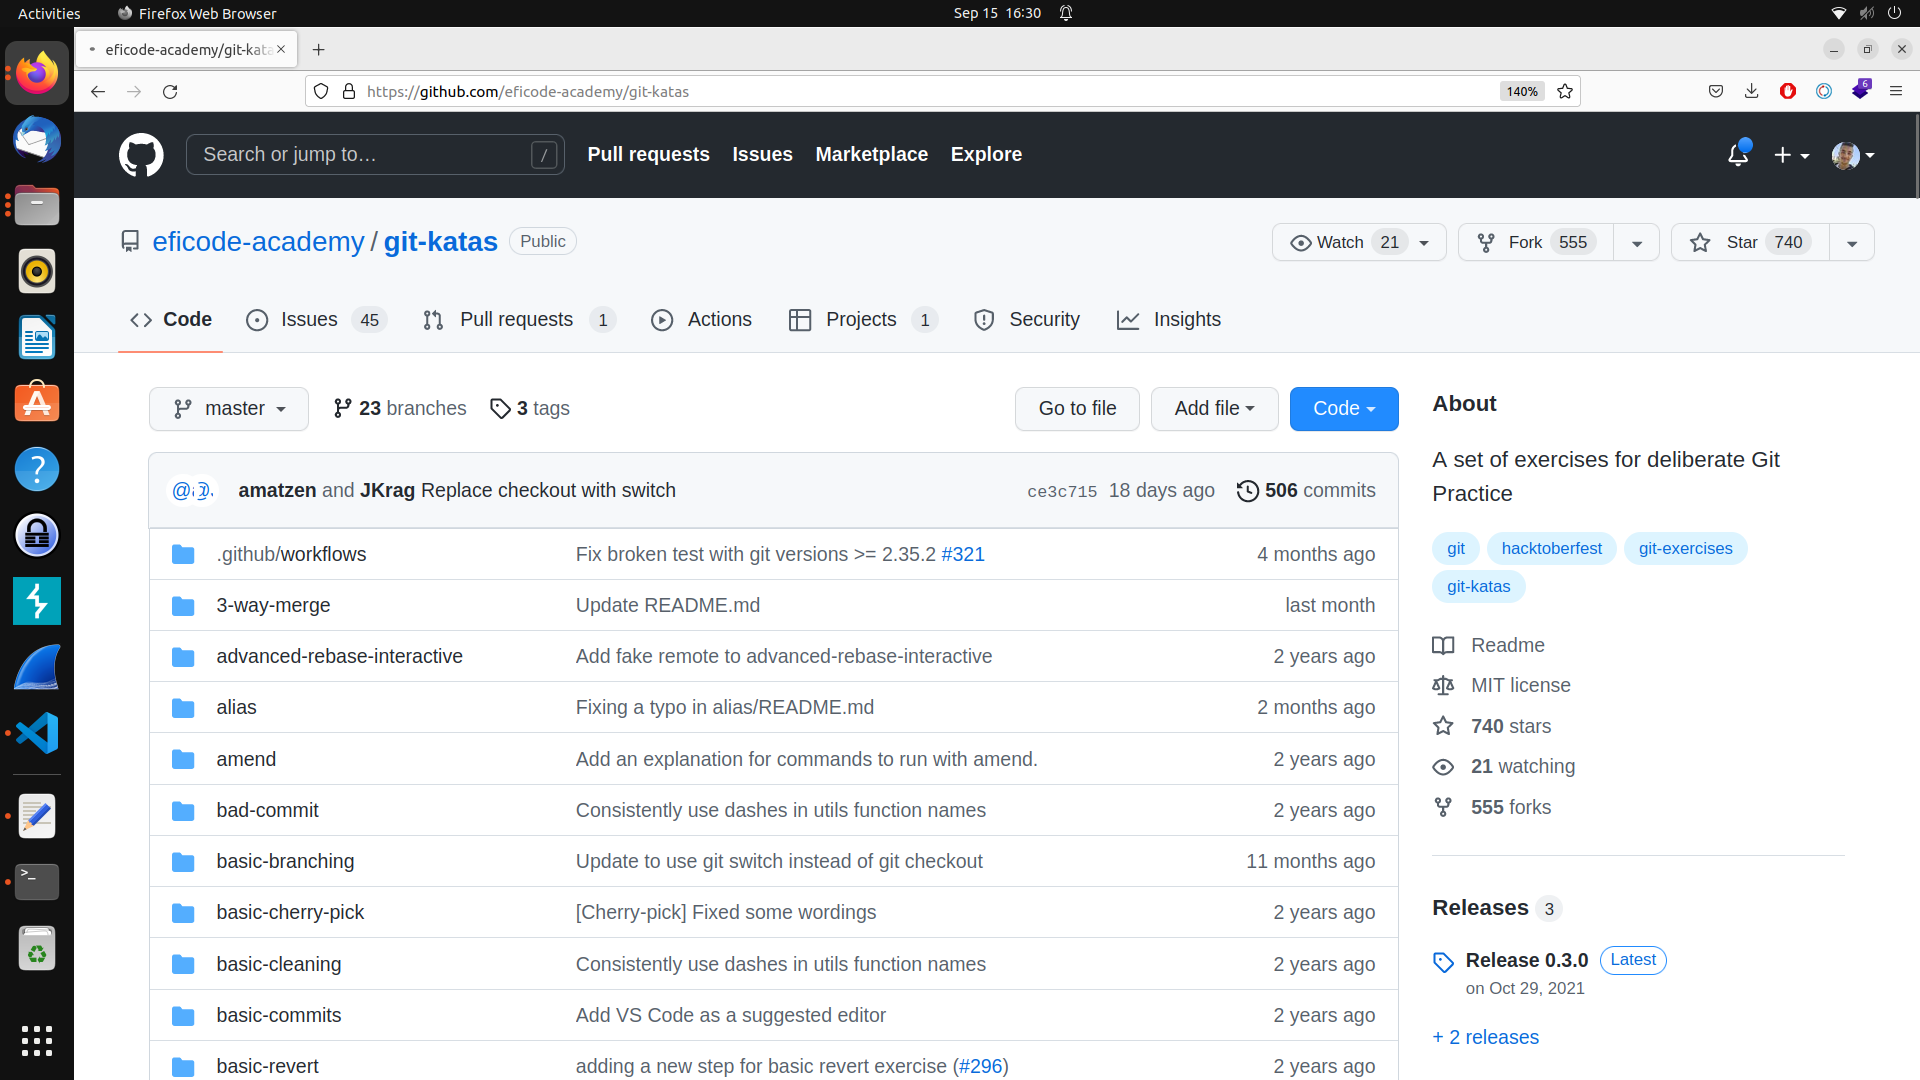 Activities Firefox Web Browser Sep 15 16:30
eficode-academy/git-kata
https://github.com/eficode-academy/git-katas 140% 6
Search or jump to… / Pull requests Issues Marketplace Explore
eficode-academy / git-katas Public Watch 21 Fork 555 Star 740
Code Issues 45 Pull requests 1 Actions Projects 1 Security Insights
master 23 branches 3 tags Go to file Add file Code
amatzen and JKrag Replace checkout with switch ce3c715 18 days ago 506 commits
.github/workflows Fix broken test with git versions >= 2.35.2 #321 4 months ago
3-way-merge Update README.md last month
advanced-rebase-interactive Add fake remote to advanced-rebase-interactive 2 years ago
alias Fixing a typo in alias/README.md 2 months ago
amend Add an explanation for commands to run with amend. 2 years ago
bad-commit Consistently use dashes in utils function names 2 years ago
basic-branching Update to use git switch instead of git checkout 11 months ago
basic-cherry-pick [Cherry-pick] Fixed some wordings 2 years ago
basic-cleaning Consistently use dashes in utils function names 2 years ago
basic-commits Add VS Code as a suggested editor 2 years ago
basic-revert adding a new step for basic revert exercise (#296) 2 years ago
About
A set of exercises for deliberate Git
Practice
git hacktoberfest git-exercises
git-katas
Readme
MIT license
740 stars
21 watching
555 forks
Releases 3
Release 0.3.0 Latest
on Oct 29, 2021
+ 2 releases